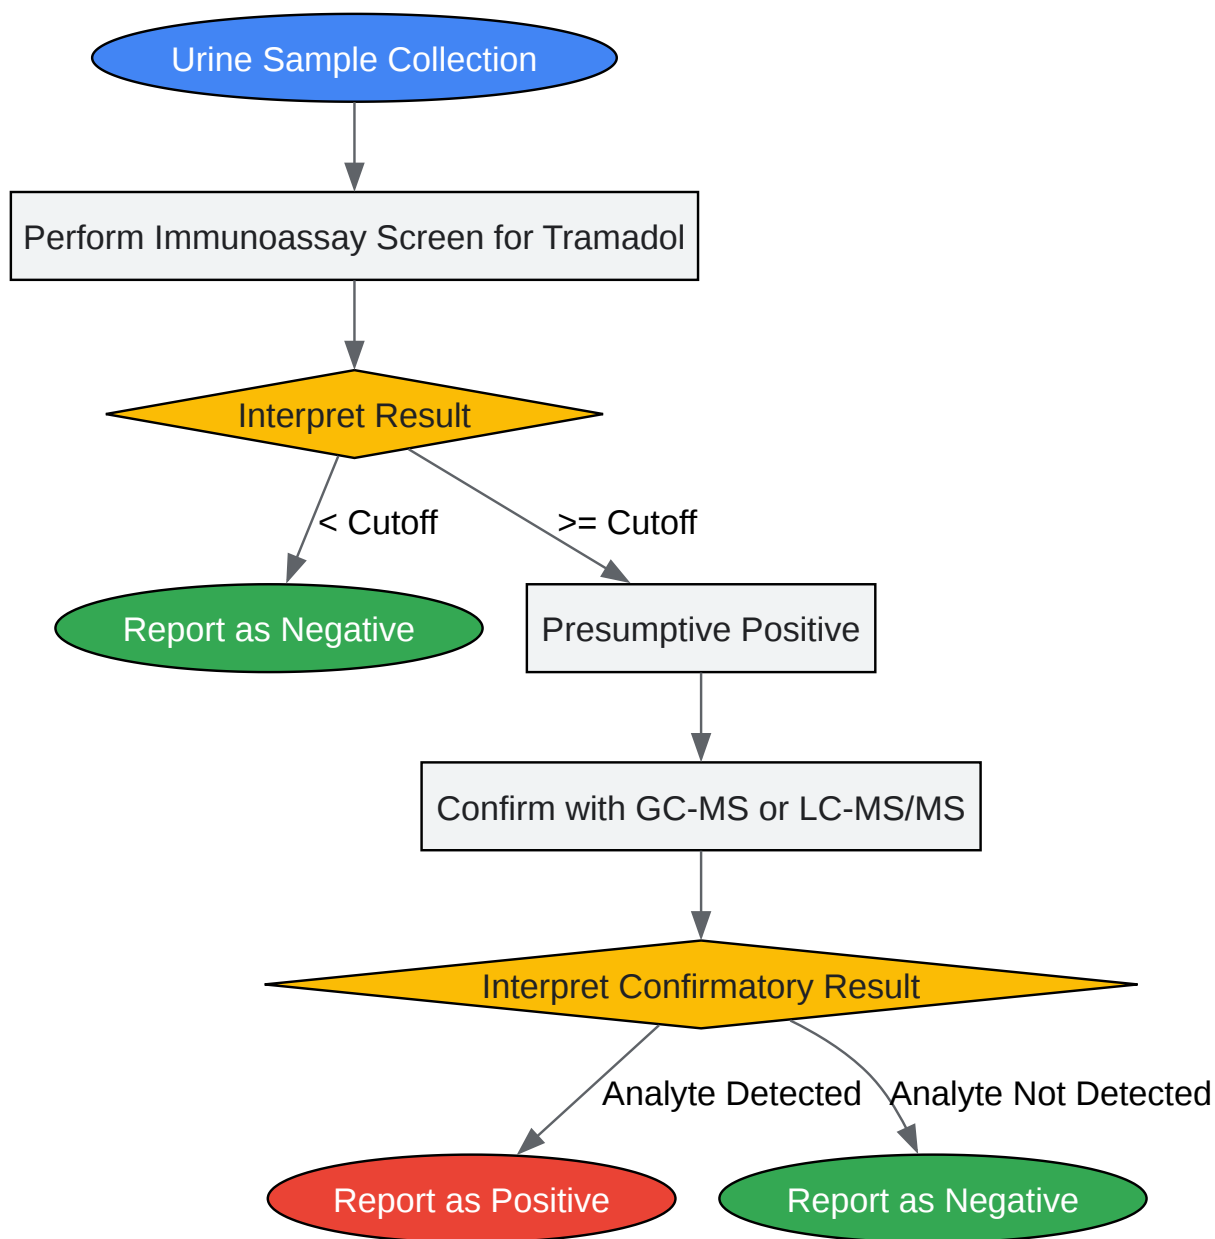 Urine Sample Collection
Perform Immunoassay Screen for Tramadol
Interpret Result
< Cutoff
>= Cutoff
Report as Negative
Presumptive Positive
Confirm with GC-MS or LC-MS/MS
Interpret Confirmatory Result
Analyte Detected
Analyte Not Detected
Report as Positive
Report as Negative